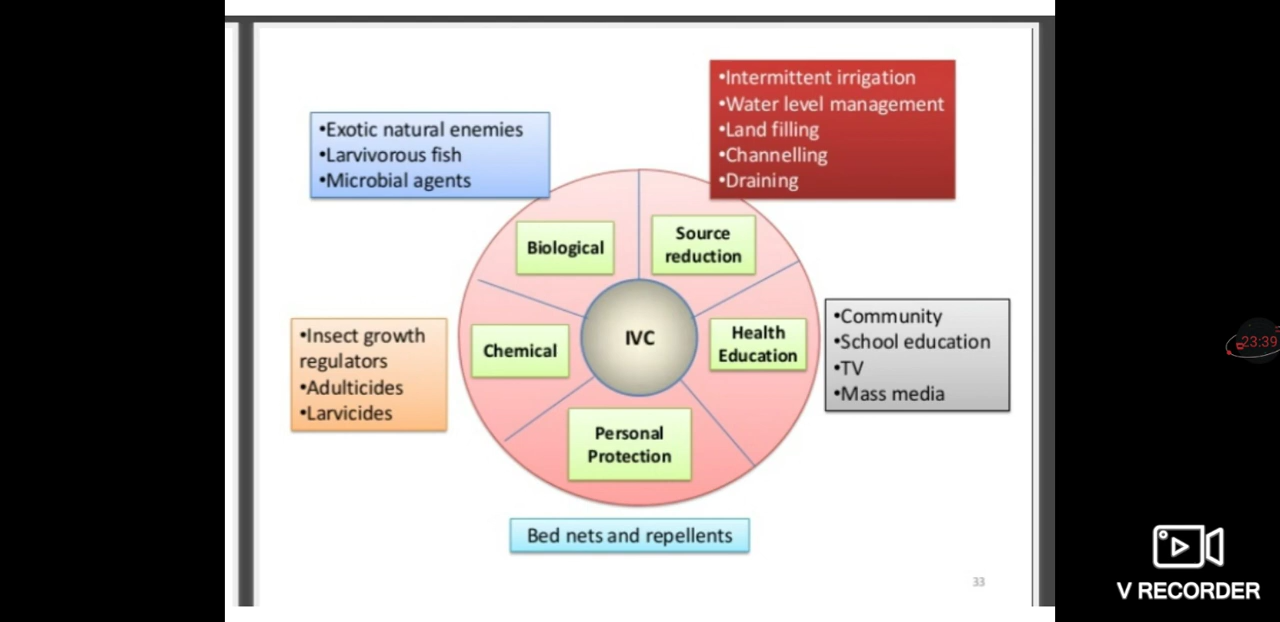 •Intermittent irrigation
•Water level management
•Land filling
•Channelling
•Draining
•Exotic natural enemies
•Larvivorous fish
•Microbial agents
Biological
Source
reduction
IVC
Chemical
Health
Education
Personal
Protection
•Insect growth
regulators
•Adulticides
•Larvicides
•Community
•School education
•TV
•Mass media
Bed nets and repellents
33
23:39
V RECORDER